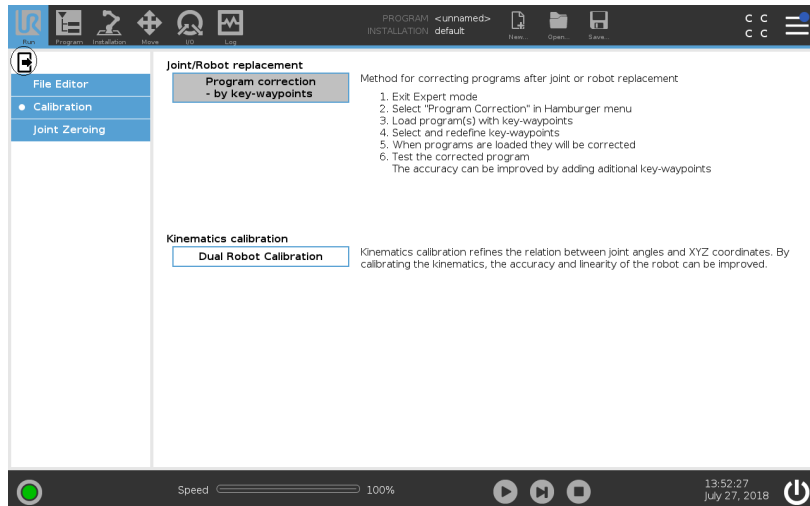 PROGRAM <unnamed>
INSTALLATION default
UR
Run
Program
Installation
Move
I/O
Log
New...
Open...
Save...
C C
C C
File Editor
Calibration
Joint Zeroing
Joint/Robot replacement
Program correction
- by key-waypoints
Method for correcting programs after joint or robot replacement
1. Exit Expert mode
2. Select "Program Correction" in Hamburger menu
3. Load program(s) with key-waypoints
4. Select and redefine key-waypoints
5. When programs are loaded they will be corrected
6. Test the corrected program
The accuracy can be improved by adding aditional key-waypoints
Kinematics calibration
Dual Robot Calibration
Kinematics calibration refines the relation between joint angles and XYZ coordinates. By
calibrating the kinematics, the accuracy and linearity of the robot can be improved.
Speed
100%
13:52:27
July 27, 2018